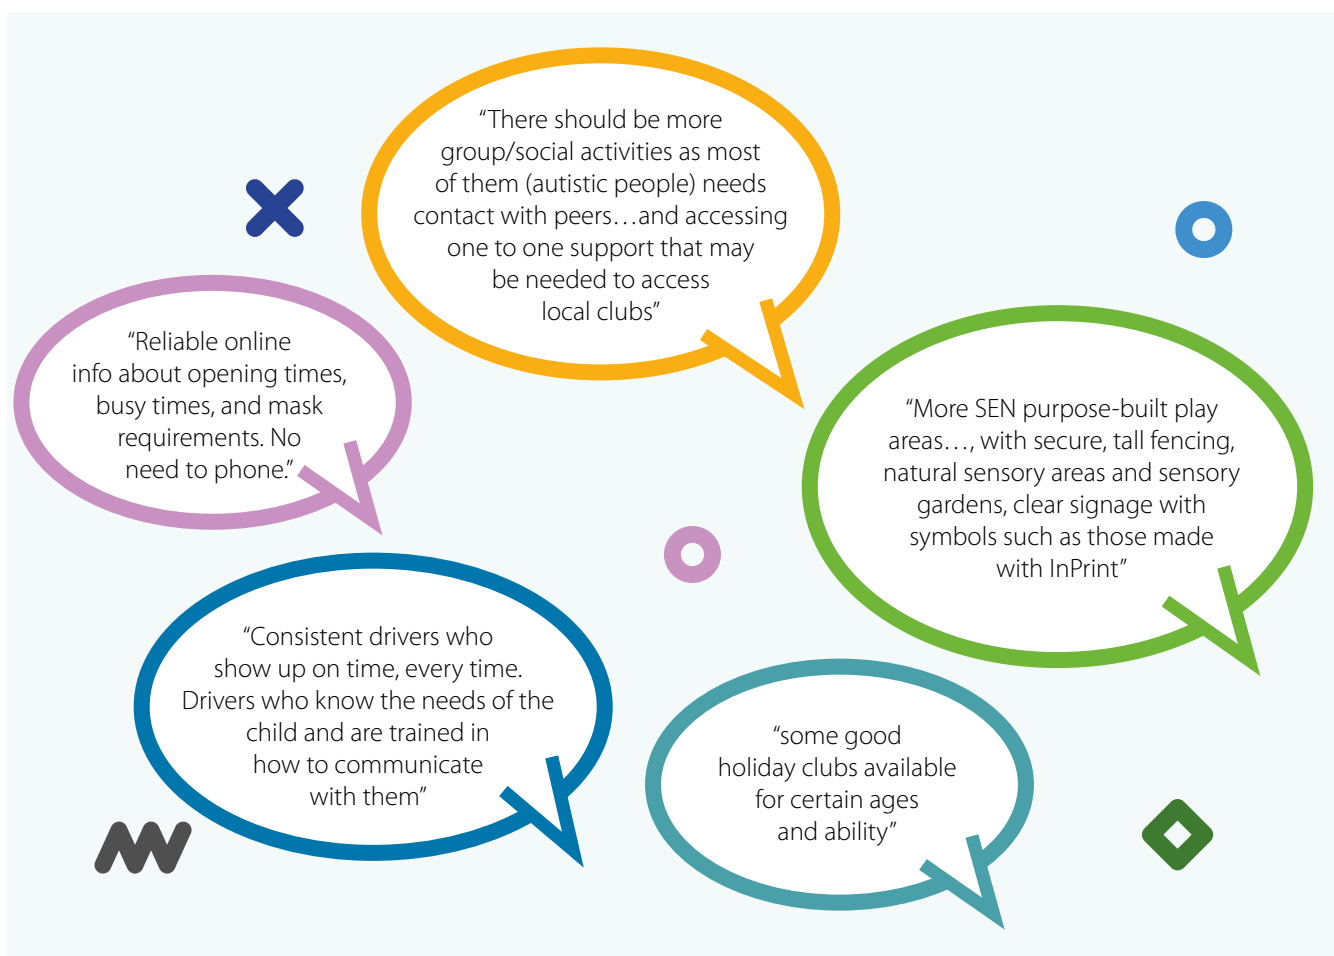 “There should be more
group/social activities as most
of them (autistic people) needs
contact with peers…and accessing
one to one support that may
be needed to access
local clubs”
“Reliable online
info about opening times,
busy times, and mask
requirements. No
need to phone.”
“More SEN purpose-built play
areas…, with secure, tall fencing,
natural sensory areas and sensory
gardens, clear signage with
symbols such as those made
with InPrint”
“Consistent drivers who
show up on time, every time.
Drivers who know the needs of the
child and are trained in
how to communicate
with them”
“some good
holiday clubs available
for certain ages
and ability”